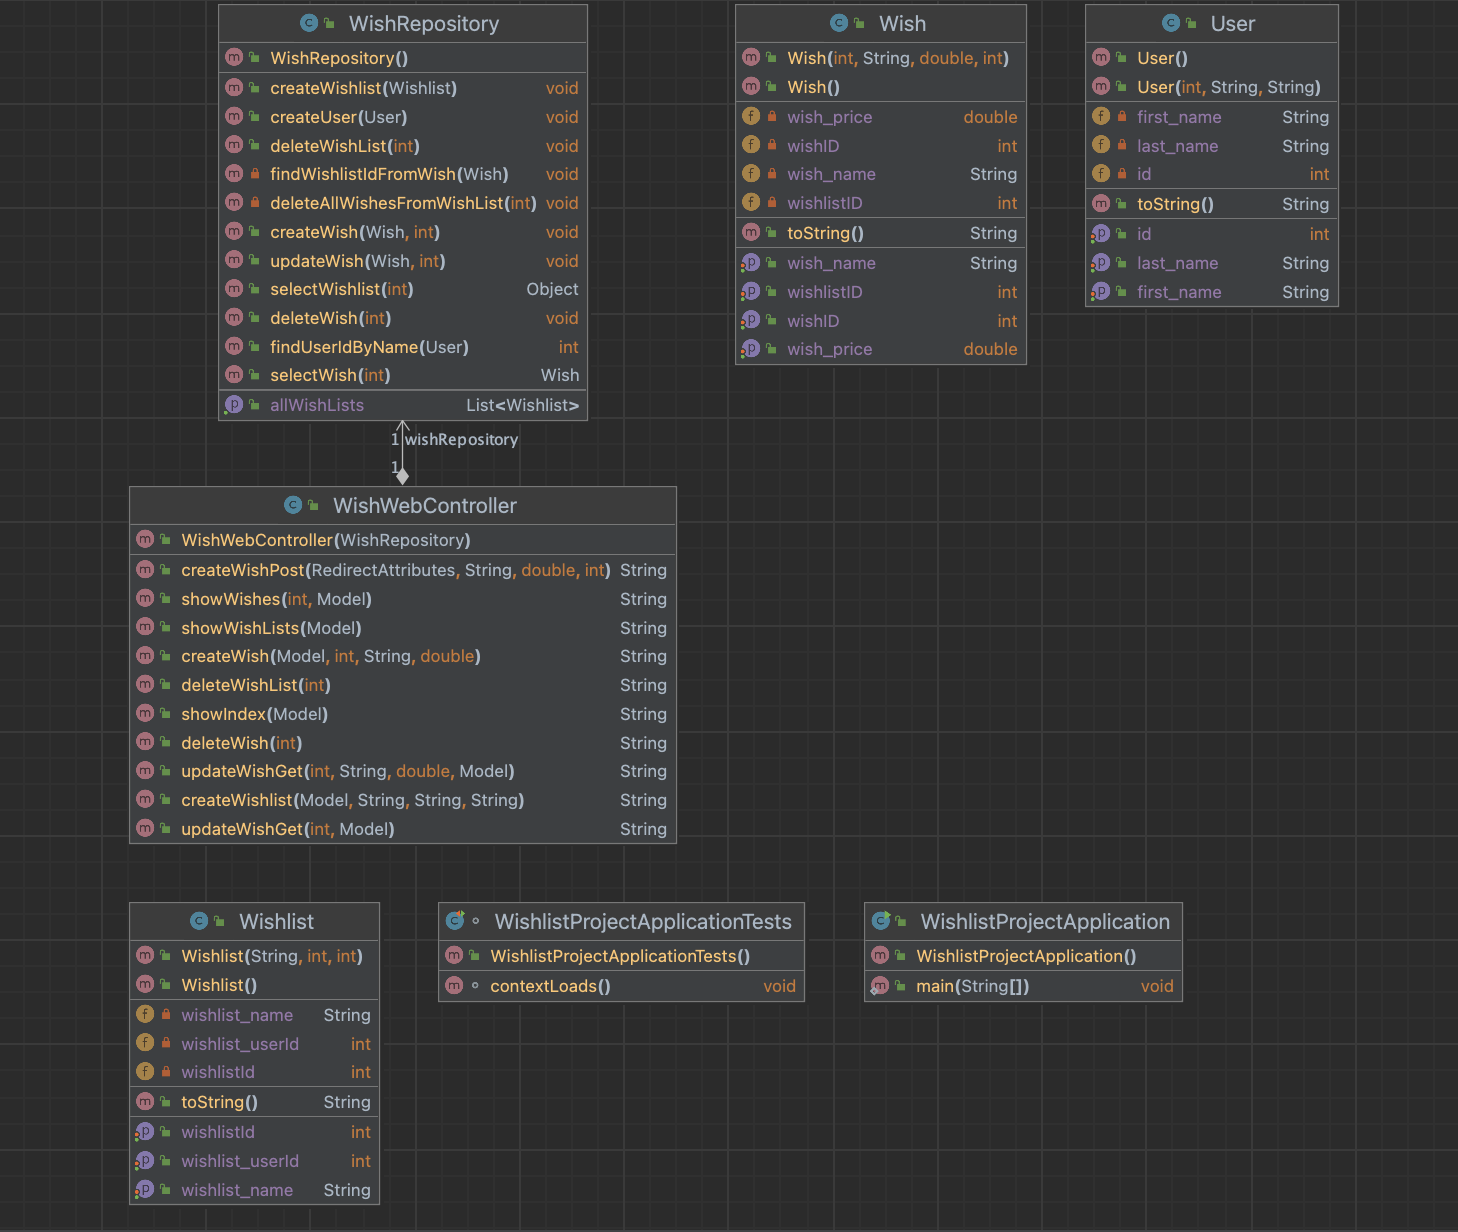 WishRepository
WishRepository()
createWishlist(Wishlist) void
createUser(User) void
deleteWishList(int) void
findWishlistIdFromWish(Wish) void
deleteAllWishesFromWishList(int) void
createWish(Wish, int) void
updateWish(Wish, int) void
selectWishlist(int) Object
deleteWish(int) void
findUserIdByName(User) int
selectWish(int) Wish
allWishLists List<Wishlist>
Wish
Wish(int, String, double, int)
Wish()
wish_price double
wishID int
wish_name String
wishlistID int
toString() String
wish_name String
wishlistID int
wishID int
wish_price double
User
User()
User(int, String, String)
first_name String
last_name String
id int
toString() String
id int
last_name String
first_name String
1 wishRepository
1
WishWebController
WishWebController(WishRepository)
createWishPost(RedirectAttributes, String, double, int) String
showWishes(int, Model) String
showWishLists(Model) String
createWish(Model, int, String, double) String
deleteWishList(int) String
showIndex(Model) String
deleteWish(int) String
updateWishGet(int, String, double, Model) String
createWishlist(Model, String, String, String) String
updateWishGet(int, Model) String
Wishlist
Wishlist(String, int, int)
Wishlist()
wishlist_name String
wishlist_userId int
wishlistId int
toString() String
wishlistId int
wishlist_userId int
wishlist_name String
WishlistProjectApplicationTests
WishlistProjectApplicationTests()
contextLoads() void
WishlistProjectApplication
WishlistProjectApplication()
main(String[]) void